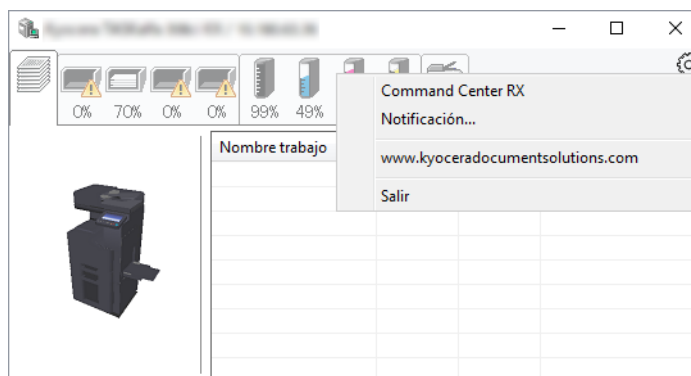 0% 70% 0% 0% 99% 49%
Command Center RX
Notificación...
www.kyoceradocumentsolutions.com
Salir
Nombre trabajo